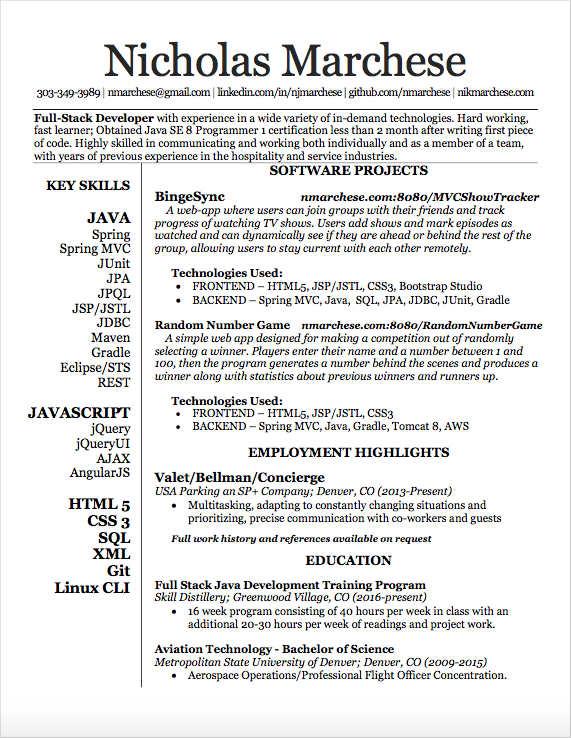 Nicholas Marchese
303-349-3989 | nmarchese@gmail.com | linkedin.com/in/njmarchese | github.com/nmarchese | nikmarchese.com
Full-Stack Developer with experience in a wide variety of in-demand technologies. Hard working,
fast learner; Obtained Java SE 8 Programmer 1 certification less than 2 month after writing first piece
of code. Highly skilled in communicating and working both individually and as a member of a team,
with years of previous experience in the hospitality and service industries.
KEY SKILLS
JAVA
Spring
Spring MVC
JUnit
JPA
JPQL
JSP/JSTL
JDBC
Maven
Gradle
Eclipse/STS
REST
JAVASCRIPT
jQuery
jQueryUI
AJAX
AngularJS
HTML 5
CSS 3
SQL
XML
Git
Linux CLI
SOFTWARE PROJECTS
BingeSync nmarchese.com:8080/MVCShowTracker
A web-app where users can join groups with their friends and track
progress of watching TV shows. Users add shows and mark episodes as
watched and can dynamically see if they are ahead or behind the rest of the
group, allowing users to stay current with each other remotely.
Technologies Used:
• FRONTEND – HTML5, JSP/JSTL, CSS3, Bootstrap Studio
• BACKEND – Spring MVC, Java, SQL, JPA, JDBC, JUnit, Gradle
Random Number Game nmarchese.com:8080/RandomNumberGame
A simple web app designed for making a competition out of randomly
selecting a winner. Players enter their name and a number between 1 and
100, then the program generates a number behind the scenes and produces a
winner along with statistics about previous winners and runners up.
Technologies Used:
• FRONTEND – HTML5, JSP/JSTL, CSS3
• BACKEND – Spring MVC, Java, Gradle, Tomcat 8, AWS
EMPLOYMENT HIGHLIGHTS
Valet/Bellman/Concierge
USA Parking an SP+ Company; Denver, CO (2013-Present)
• Multitasking, adapting to constantly changing situations and
prioritizing, precise communication with co-workers and guests
Full work history and references available on request
EDUCATION
Full Stack Java Development Training Program
Skill Distillery; Greenwood Village, CO (2016-present)
• 16 week program consisting of 40 hours per week in class with an
additional 20-30 hours per week of readings and project work.
Aviation Technology - Bachelor of Science
Metropolitan State University of Denver; Denver, CO (2009-2015)
• Aerospace Operations/Professional Flight Officer Concentration.